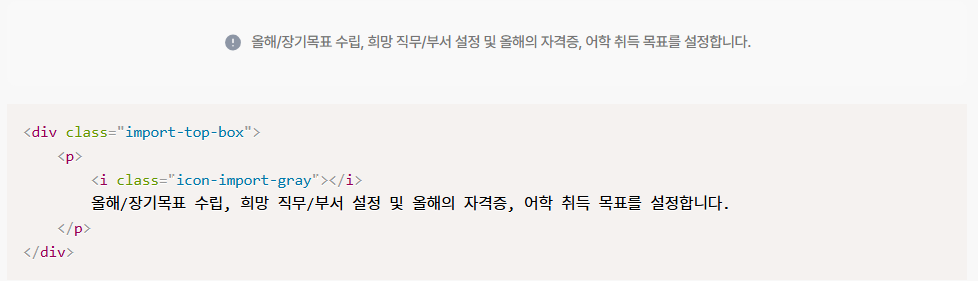 올해/장기목표 수립, 희망 직무/부서 설정 및 올해의 자격증, 어학 취득 목표를 설정합니다.
<div class="import-top-box">
    <p>
        <i class="icon-import-gray"></i>
        올해/장기목표 수립, 희망 직무/부서 설정 및 올해의 자격증, 어학 취득 목표를 설정합니다.
    </p>
</div>